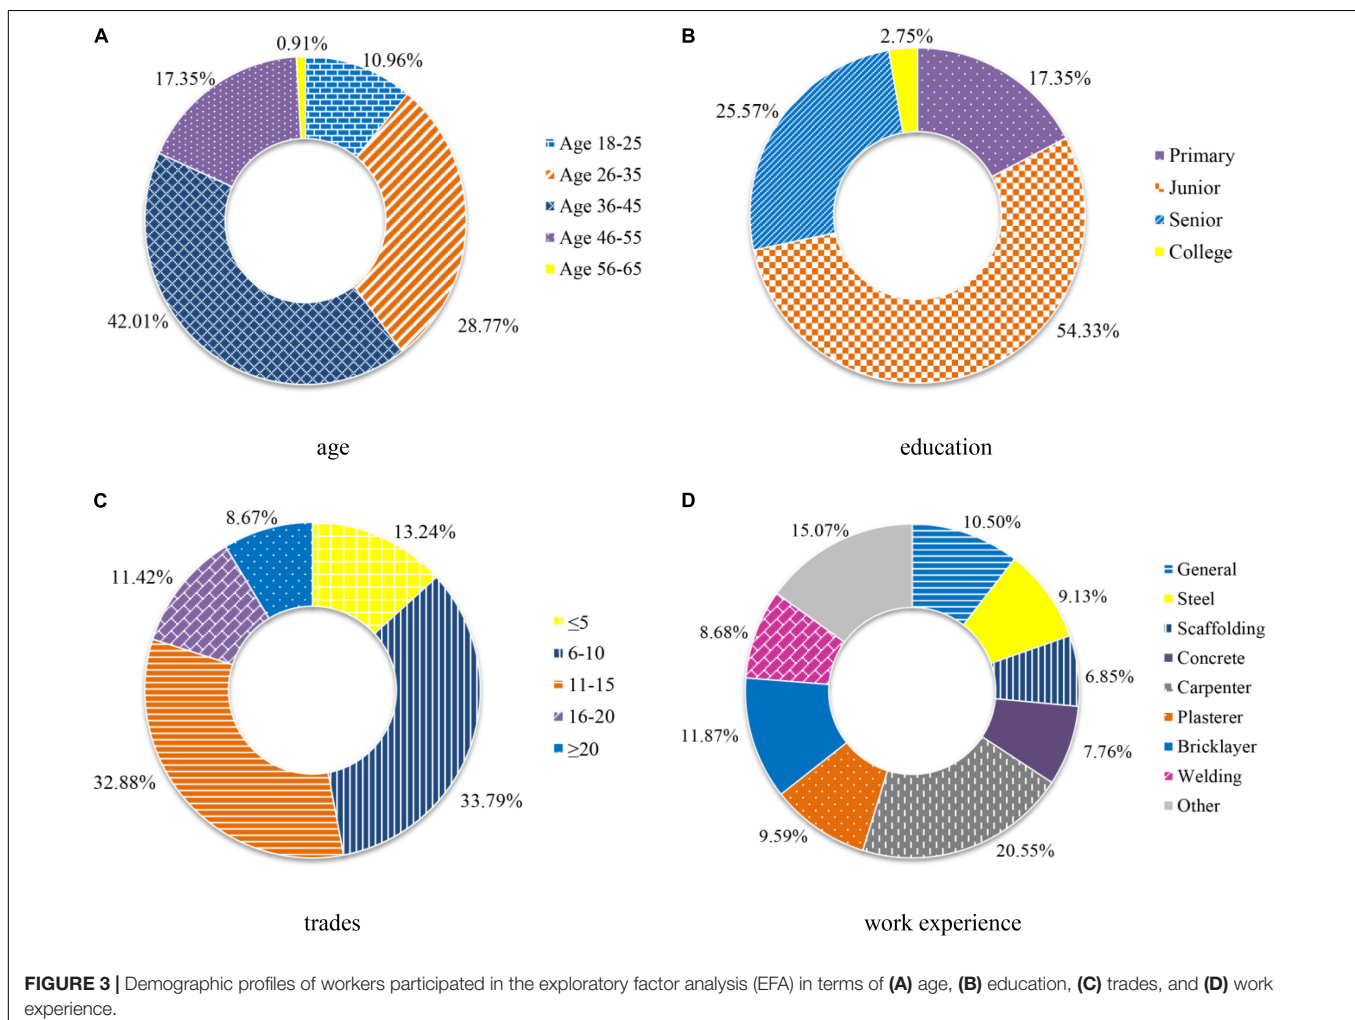 A
0.91%
10.96%
17.35%
42.01%
28.77%
Age 18-25
Age 26-35
Age 36-45
Age 46-55
Age 56-65
age
B
2.75%
17.35%
25.57%
54.33%
Primary
Junior
Senior
College
education
C
8.67%
13.24%
11.42%
32.88%
33.79%
≤5
6-10
11-15
16-20
≥20
trades
D
15.07%
10.50%
9.13%
8.68%
6.85%
11.87%
7.76%
9.59%
20.55%
General
Steel
Scaffolding
Concrete
Carpenter
Plasterer
Bricklayer
Welding
Other
work experience
FIGURE 3 | Demographic profiles of workers participated in the exploratory factor analysis (EFA) in terms of (A) age, (B) education, (C) trades, and (D) work
experience.